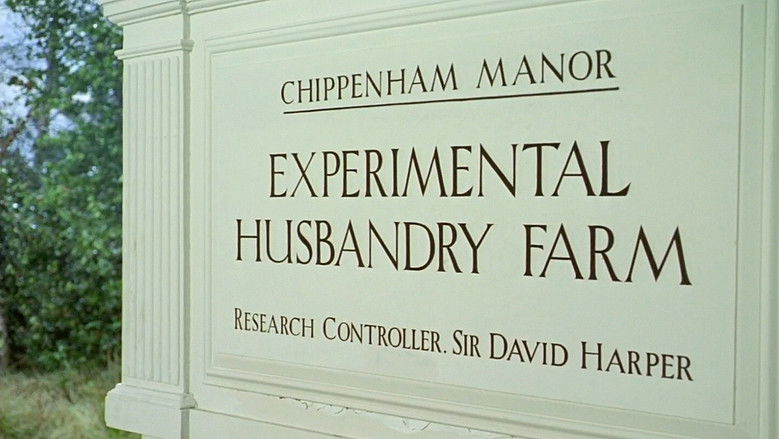 CHIPPENHAM MANOR
EXPERIMENTAL
HUSBANDRY FARM
RESEARCH CONTROLLER. SIR DAVID HARPER